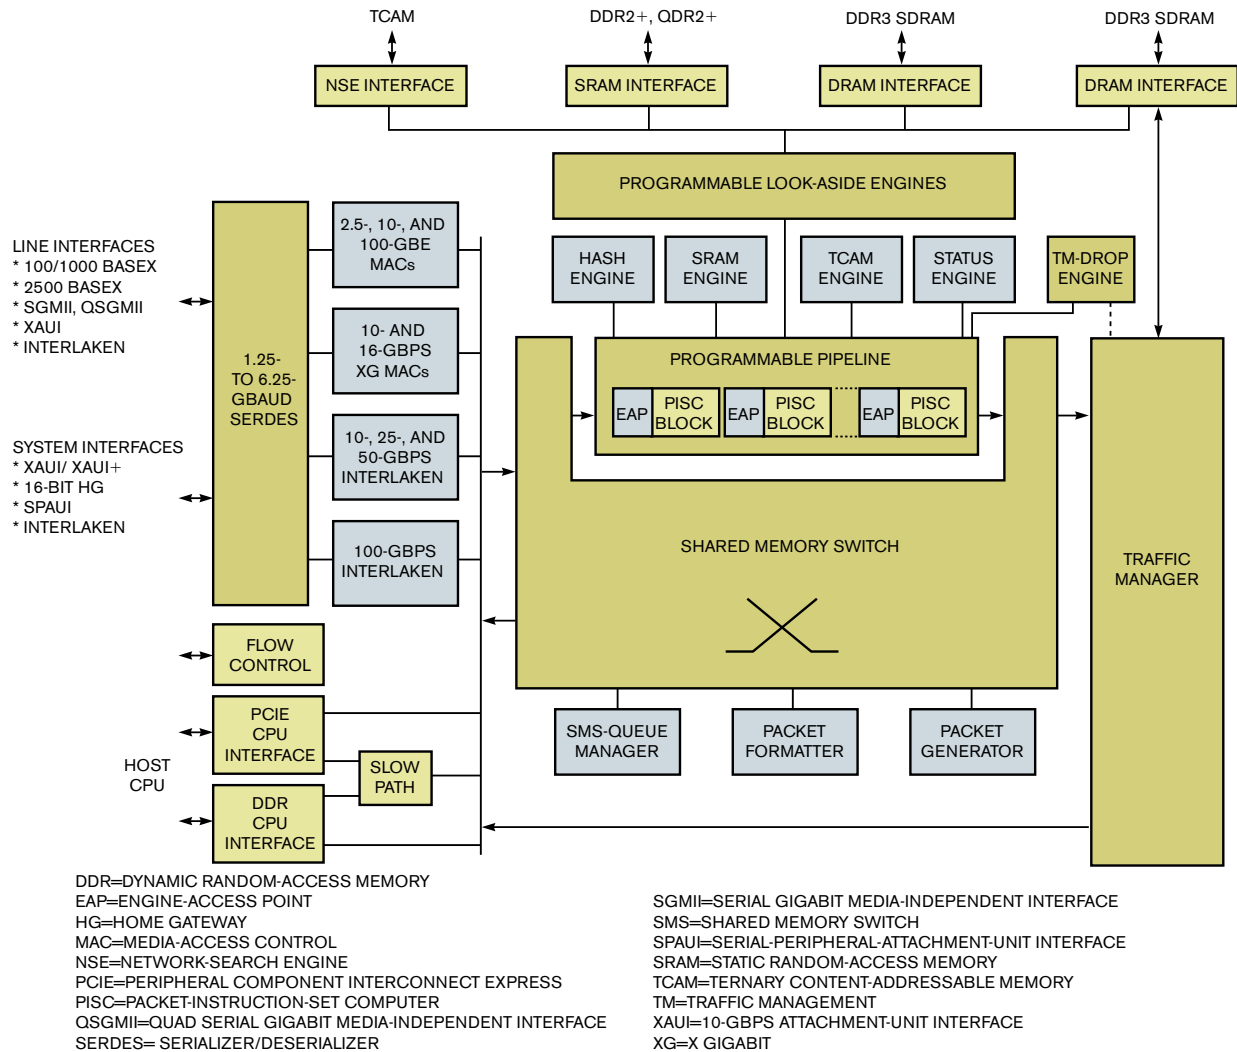 TCAM
DDR2+, QDR2+
DDR3 SDRAM
DDR3 SDRAM
NSE INTERFACE
SRAM INTERFACE
DRAM INTERFACE
DRAM INTERFACE
PROGRAMMABLE LOOK-ASIDE ENGINES
LINE INTERFACES
* 100/1000 BASEX
* 2500 BASEX
* SGMII, QSGMII
* XAUI
* INTERLAKEN
SYSTEM INTERFACES
* XAUI/ XAUI+
* 16-BIT HG
* SPAUI
* INTERLAKEN
1.25-
TO 6.25-
GBAUD
SERDES
2.5-, 10-, AND
100-GBE
MACs
10- AND
16-GBPS
XG MACs
10-, 25-, AND
50-GBPS
INTERLAKEN
100-GBPS
INTERLAKEN
HASH
ENGINE
SRAM
ENGINE
TCAM
ENGINE
STATUS
ENGINE
TM-DROP
ENGINE
PROGRAMMABLE PIPELINE
EAP
PISC
BLOCK
EAP
PISC
BLOCK
EAP
PISC
BLOCK
SHARED MEMORY SWITCH
TRAFFIC
MANAGER
FLOW
CONTROL
PCIE
CPU
INTERFACE
HOST
CPU
SLOW
PATH
DDR
CPU
INTERFACE
SMS-QUEUE
MANAGER
PACKET
FORMATTER
PACKET
GENERATOR
DDR=DYNAMIC RANDOM-ACCESS MEMORY
EAP=ENGINE-ACCESS POINT
HG=HOME GATEWAY
MAC=MEDIA-ACCESS CONTROL
NSE=NETWORK-SEARCH ENGINE
PCIE=PERIPHERAL COMPONENT INTERCONNECT EXPRESS
PISC=PACKET-INSTRUCTION-SET COMPUTER
QSGMII=QUAD SERIAL GIGABIT MEDIA-INDEPENDENT INTERFACE
SERDES= SERIALIZER/DESERIALIZER
SGMII=SERIAL GIGABIT MEDIA-INDEPENDENT INTERFACE
SMS=SHARED MEMORY SWITCH
SPAUI=SERIAL-PERIPHERAL-ATTACHMENT-UNIT INTERFACE
SRAM=STATIC RANDOM-ACCESS MEMORY
TCAM=TERNARY CONTENT-ADDRESSABLE MEMORY
TM=TRAFFIC MANAGEMENT
XAUI=10-GBPS ATTACHMENT-UNIT INTERFACE
XG=X GIGABIT